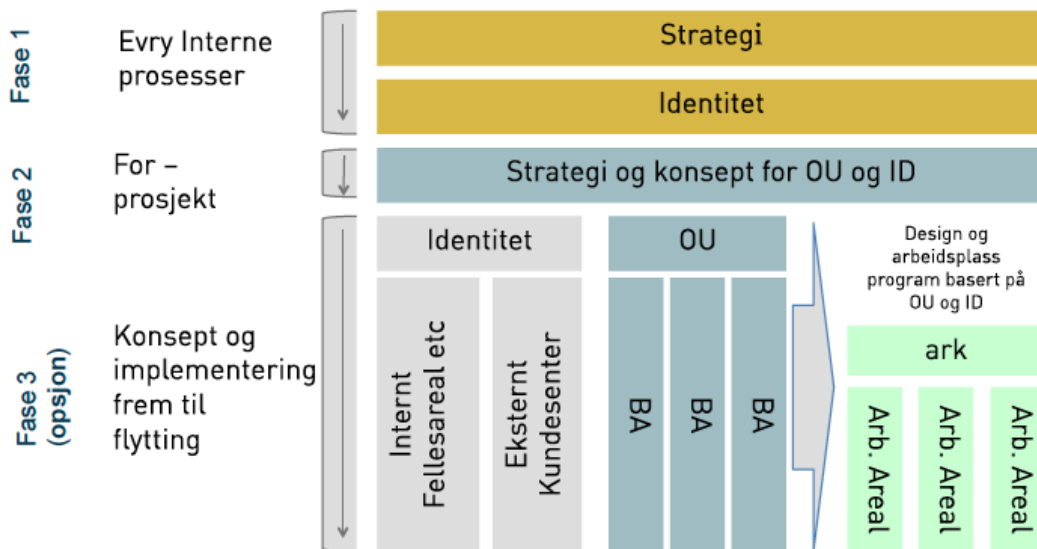 Fase 1
Evry Interne
prosesser
Strategi
Identitet
Fase 2
For –
prosjekt
Strategi og konsept for OU og ID
Fase 3
(opsjon)
Konsept og
implementering
frem til
flytting
Identitet
Internt
Fellesareal etc
Eksternt
Kundesenter
OU
BA
BA
BA
Design og
arbeidsplass
program basert på
OU og ID
ark
Arb. Areal
Arb. Areal
Arb. Areal